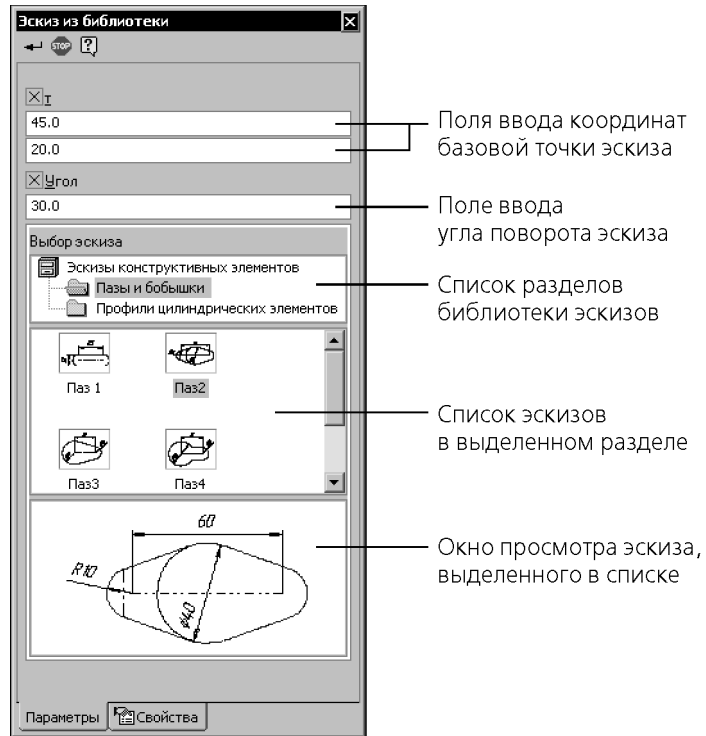 Эскиз из библиотеки
STOP
т
45.0
20.0
Поля ввода координат
базовой точки эскиза
Угол
30.0
Поле ввода
угла поворота эскиза
Выбор эскиза
Эскизы конструктивных элементов
Пазы и бобышки
Профили цилиндрических элементов
Список разделов
библиотеки эскизов
Паз 1
Паз2
Паз3
Паз4
Список эскизов
в выделенном разделе
60
R10
ϕ40
Окно просмотра эскиза,
выделенного в списке
Параметры
Свойства